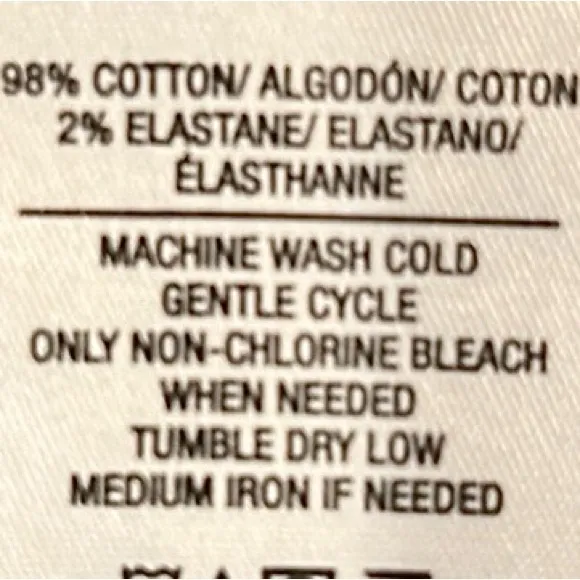 98% COTTON/ ALGODÓN/ COTON
2% ELASTANE/ ELASTANO/
ÉLASTHANNE
MACHINE WASH COLD
GENTLE CYCLE
ONLY NON-CHLORINE BLEACH
WHEN NEEDED
TUMBLE DRY LOW
MEDIUM IRON IF NEEDED